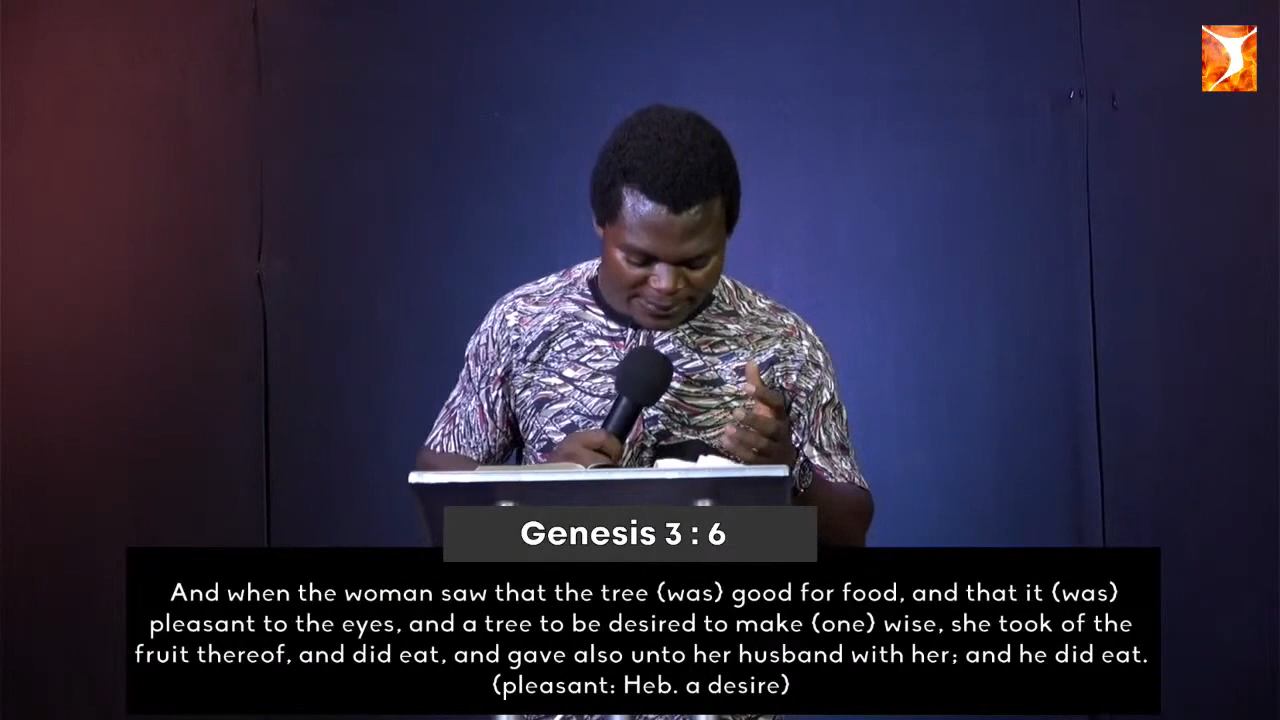 Genesis 3 : 6
And when the woman saw that the tree (was) good for food, and that it (was)
pleasant to the eyes, and a tree to be desired to make (one) wise, she took of the
fruit thereof, and did eat, and gave also unto her husband with her; and he did eat.
(pleasant: Heb. a desire)